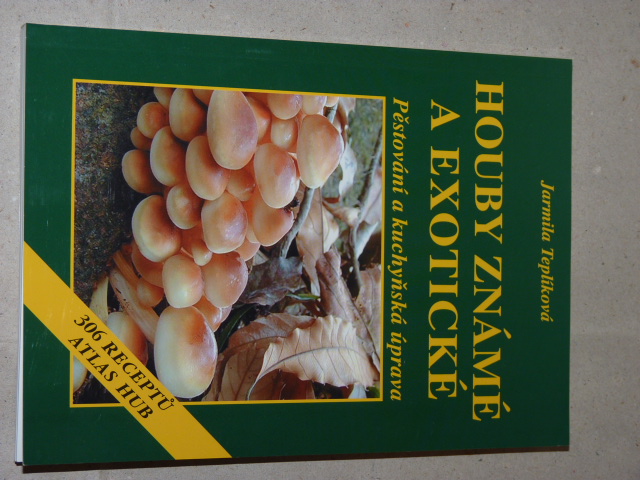 Jarmila Teplíková
HOUBY ZNÁMÉ
A EXOTICKÉ
Pěstování a kuchyňská úprava
306 RECEPTŮ
ATLAS HUB